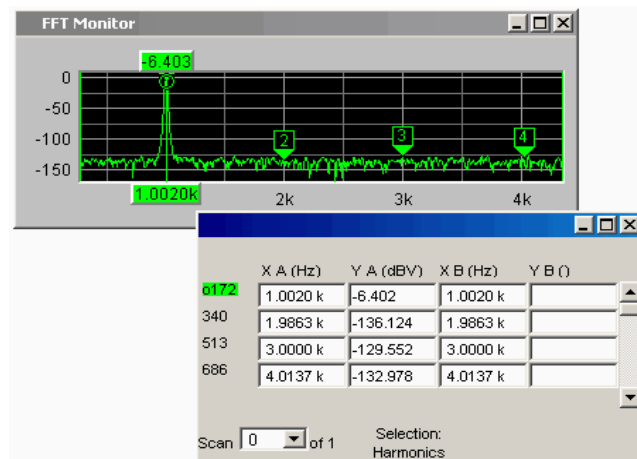 FFT Monitor
-6.403
0
-50
-100
-150
2
3
4
1.0020k
2k
3k
4k
X A (Hz) Y A (dBV) X B (Hz) Y B ()
o172 1.0020 k -6.402 1.0020 k
340 1.9863 k -136.124 1.9863 k
513 3.0000 k -129.552 3.0000 k
686 4.0137 k -132.978 4.0137 k
Scan 0 of 1
Selection:
Harmonics